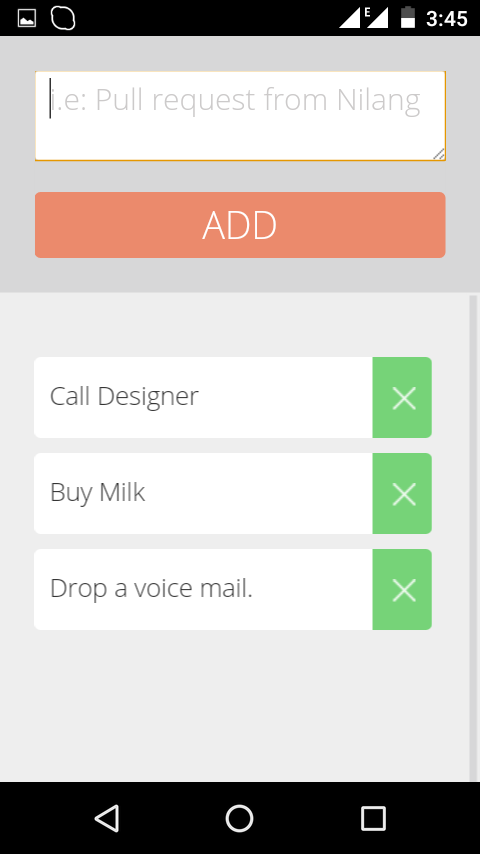 E
3:45
i.e: Pull request from Nilang
ADD
Call Designer
Buy Milk
Drop a voice mail.